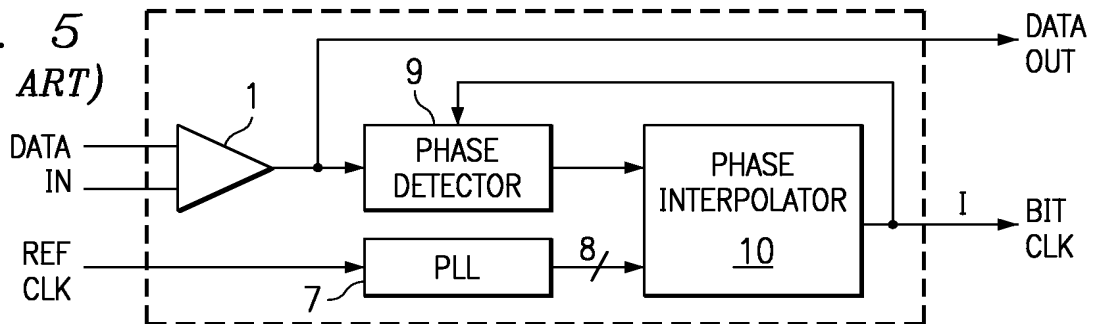 . 5
ART)
1
9
DATA
OUT
DATA
IN
PHASE
DETECTOR
PHASE
INTERPOLATOR
10
I
BIT
CLK
REF
CLK
7
PLL
8